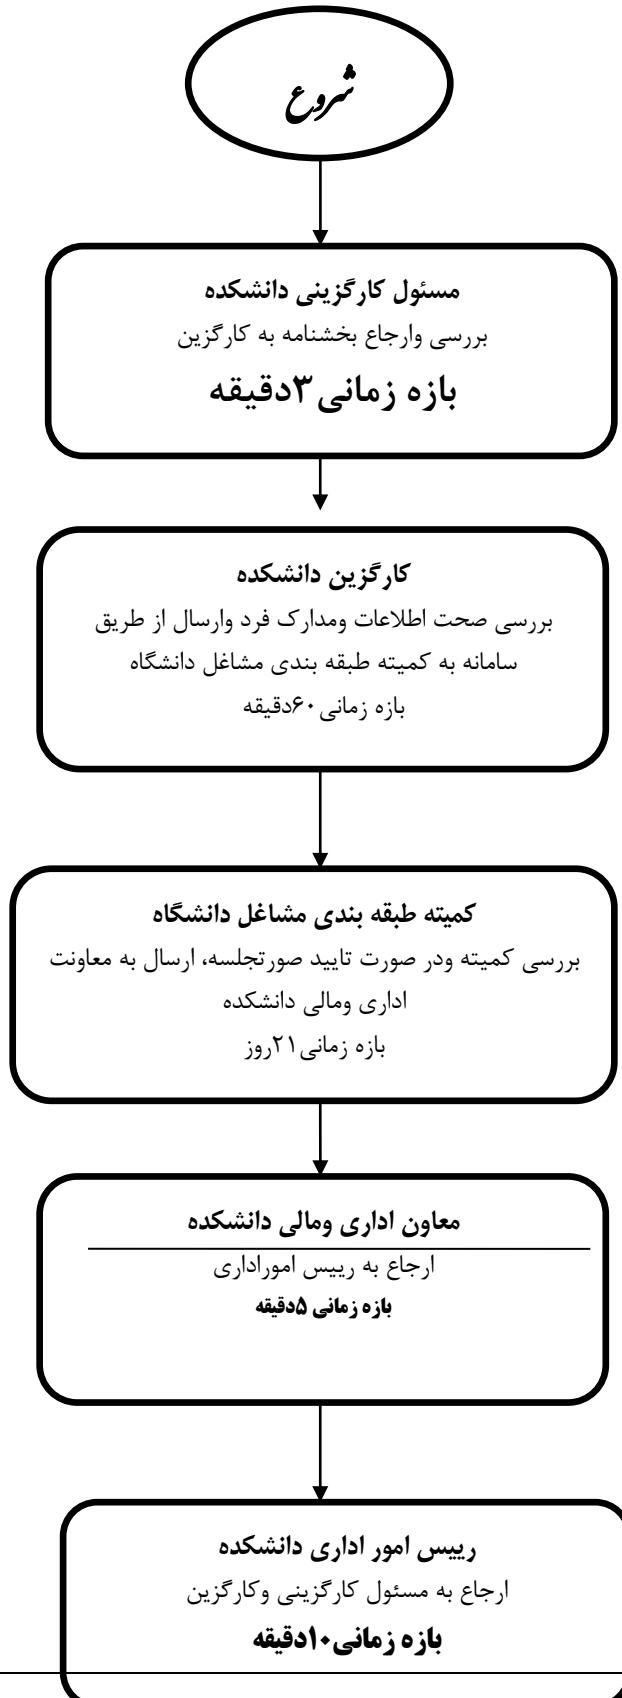 شروع
مسئول کارگزینی دانشکده
بررسی وارجاع بخشنامه به کارگزین
بازه زمانی۳دقیقه
کارگزین دانشکده
بررسی صحت اطلاعات ومدارک فرد وارسال از طریق
سامانه به کمیته طبقه بندی مشاغل دانشگاه
بازه زمانی۶۰دقیقه
کمیته طبقه بندی مشاغل دانشگاه
بررسی کمیته ودر صورت تایید صورتجلسه، ارسال به معاونت
اداری ومالی دانشکده
بازه زمانی۲۱روز
معاون اداری ومالی دانشکده
ارجاع به رییس اموراداری
بازه زمانی ۵دقیقه
رییس امور اداری دانشکده
ارجاع به مسئول کارگزینی وکارگزین
بازه زمانی۱۰دقیقه